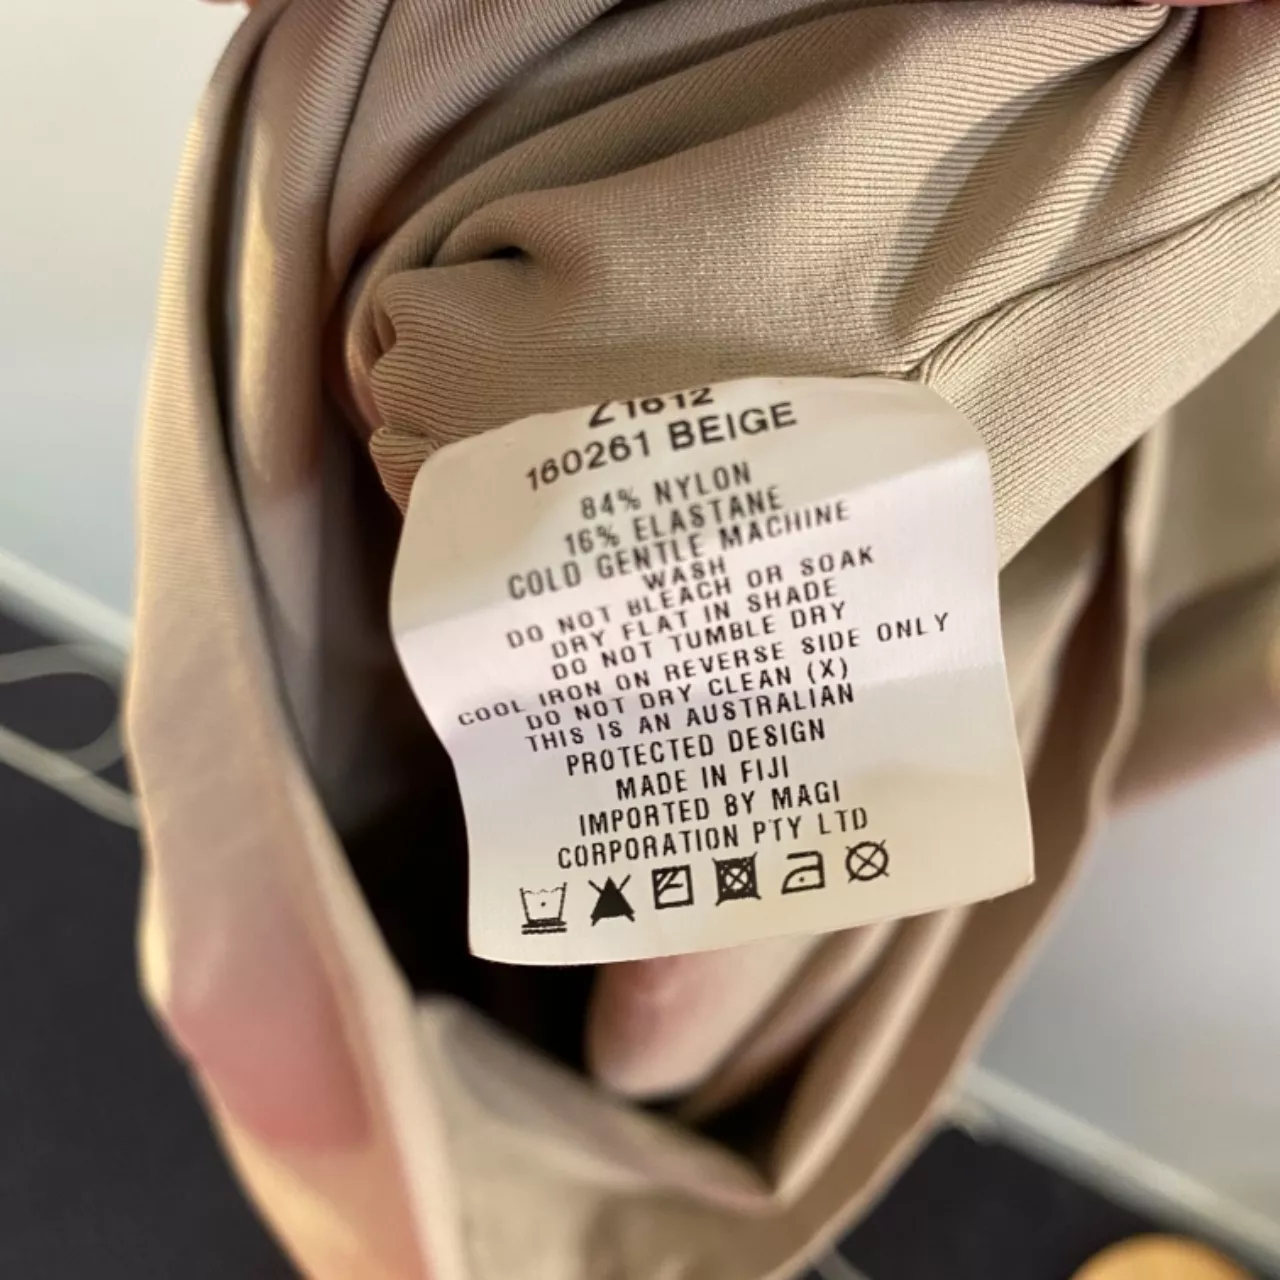 Z1612
160261 BEIGE
84% NYLON
16% ELASTANE
COLD GENTLE MACHINE
WASH
DO NOT BLEACH OR SOAK
DRY FLAT IN SHADE
DO NOT TUMBLE DRY
COOL IRON ON REVERSE SIDE ONLY
DO NOT DRY CLEAN (X)
THIS IS AN AUSTRALIAN
PROTECTED DESIGN
MADE IN FIJI
IMPORTED BY MAGI
CORPORATION PTY LTD